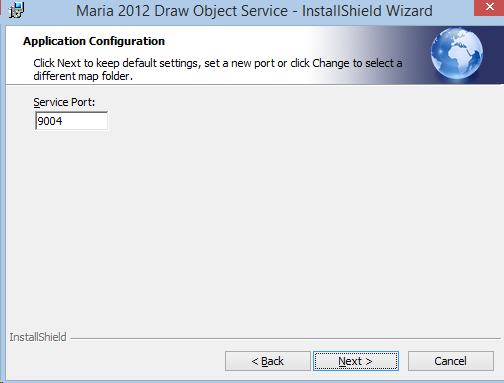 Maria 2012 Draw Object Service - InstallShield Wizard
Application Configuration
Click Next to keep default settings, set a new port or click Change to select a
different map folder.
Service Port:
9004
InstallShield
< Back Next > Cancel